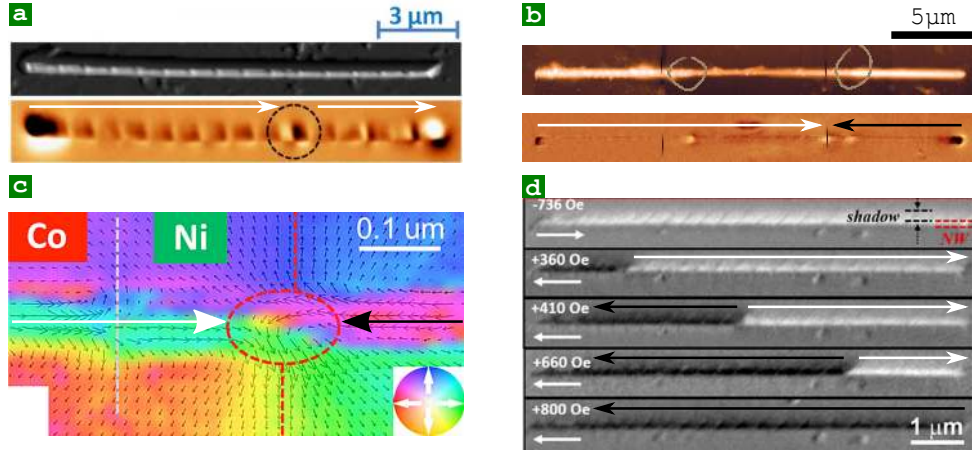 a
3 μm
b
5μm
c
Co
Ni
0.1 um
d
-736 Oe
shadow
NW
+360 Oe
+410 Oe
+660 Oe
+800 Oe
1 μm